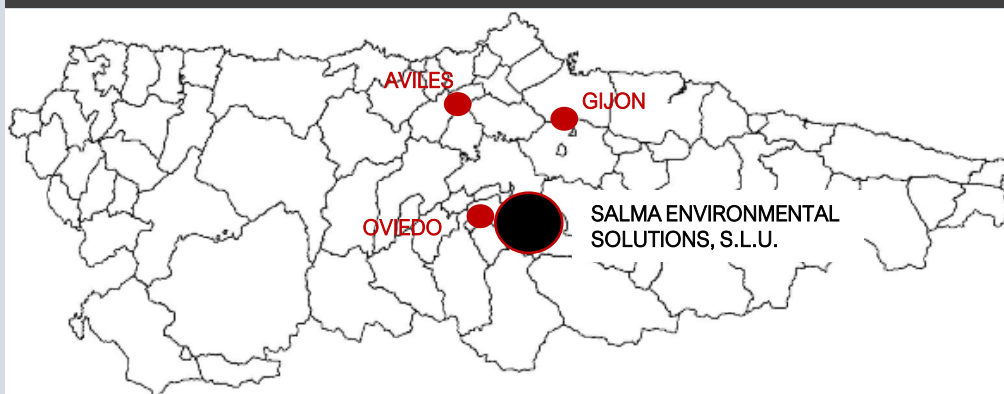 AVILES
GIJON
OVIEDO
SALMA ENVIRONMENTAL
SOLUTIONS, S.L.U.